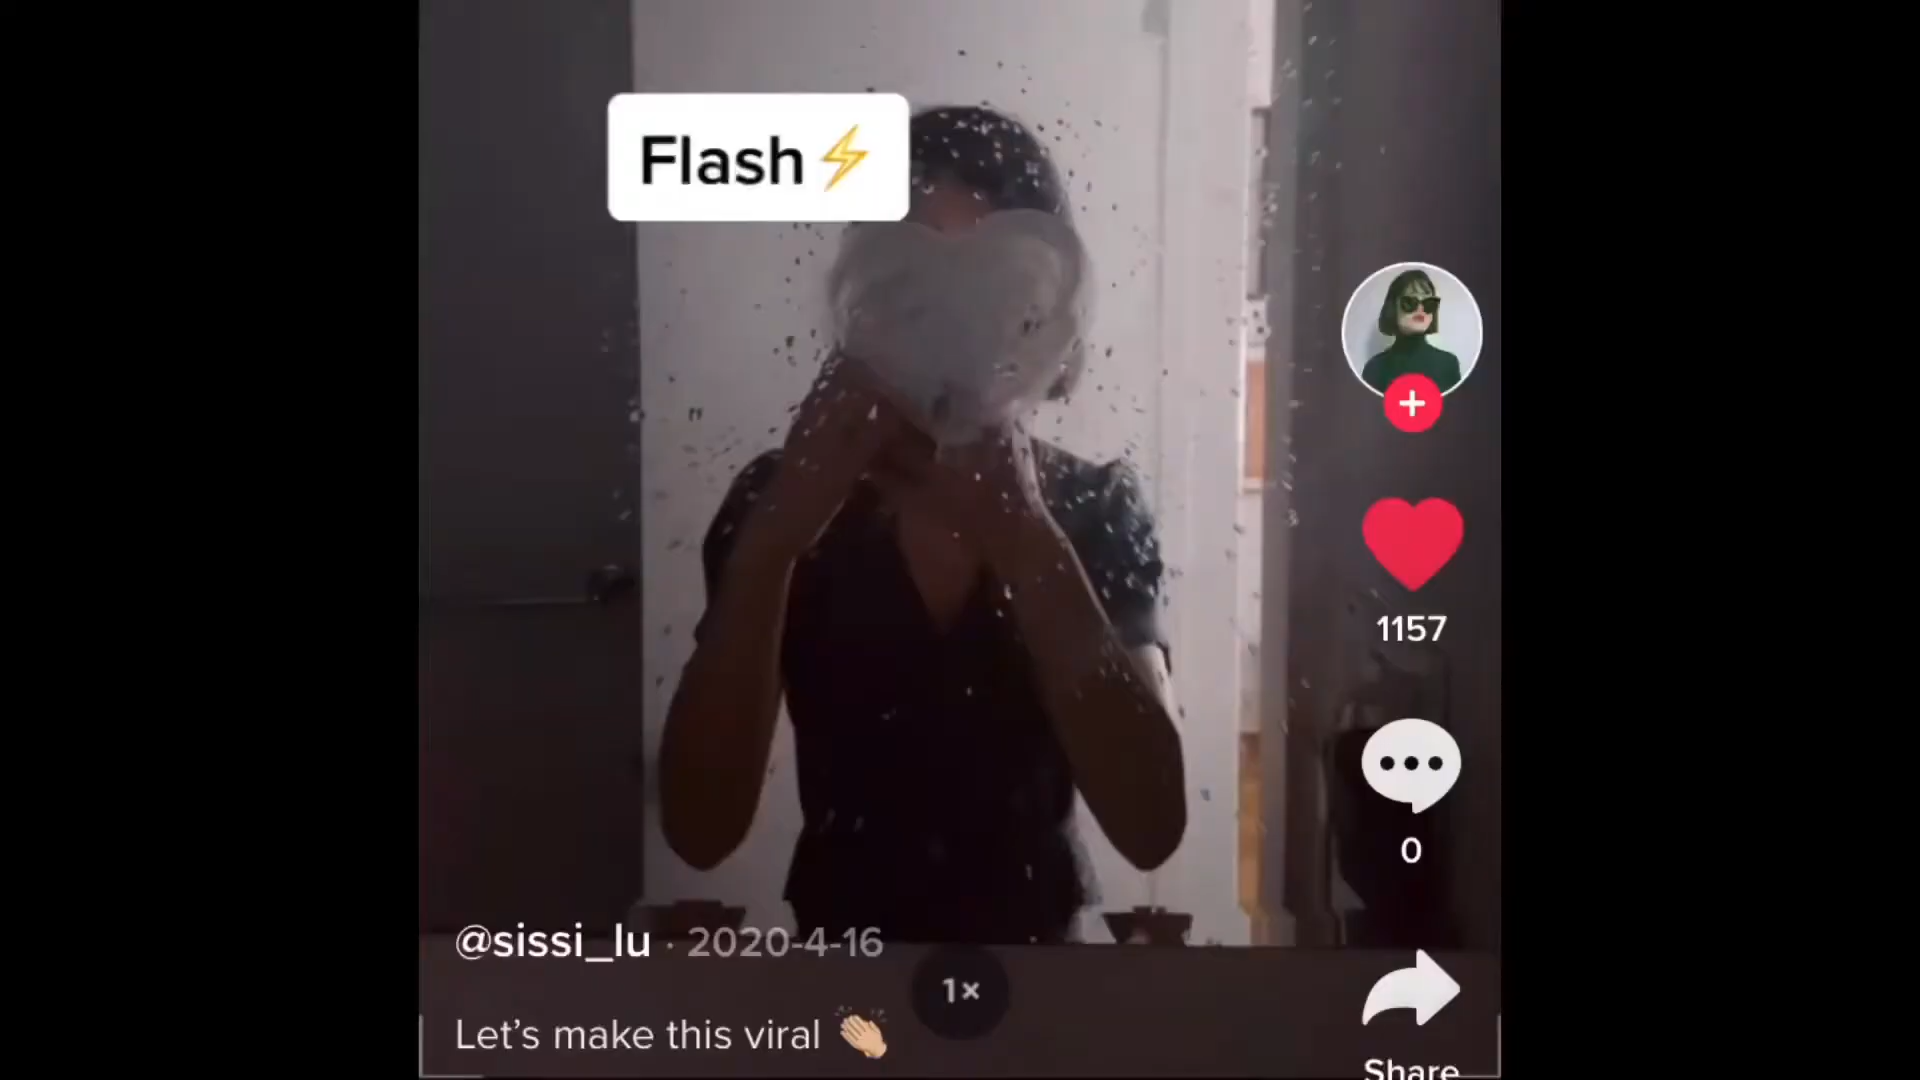 Flash⚡
1157
0
@sissi_lu · 2020-4-16
1×
Let’s make this viral 👏🏼
Share